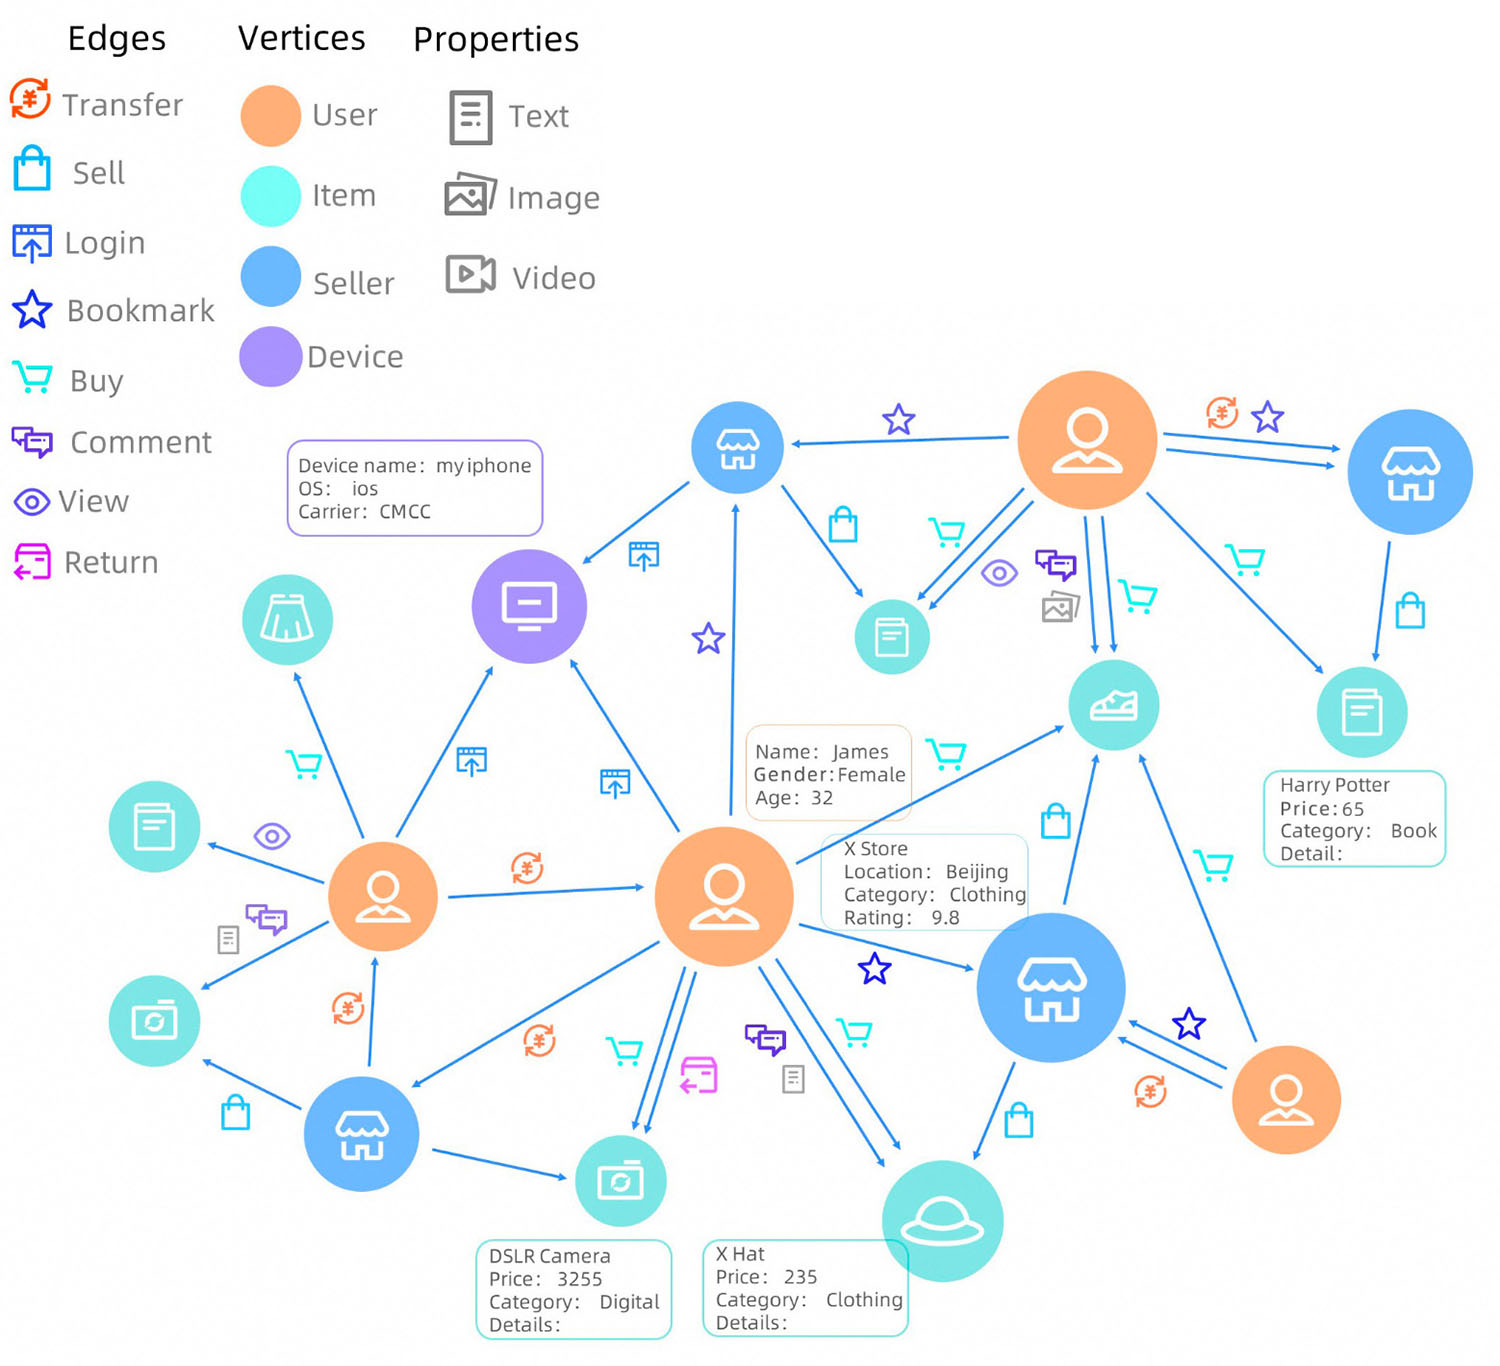 Edges
Vertices
Properties
Transfer
Sell
Login
Bookmark
Buy
Comment
View
Return
User
Item
Seller
Device
Text
Image
Video
Device name: my iphone
OS: ios
Carrier: CMCC
Name: James
Gender: Female
Age: 32
X Store
Location: Beijing
Category: Clothing
Rating: 9.8
Harry Potter
Price: 65
Category: Book
Detail:
DSLR Camera
Price: 3255
Category: Digital
Details:
X Hat
Price: 235
Category: Clothing
Details: